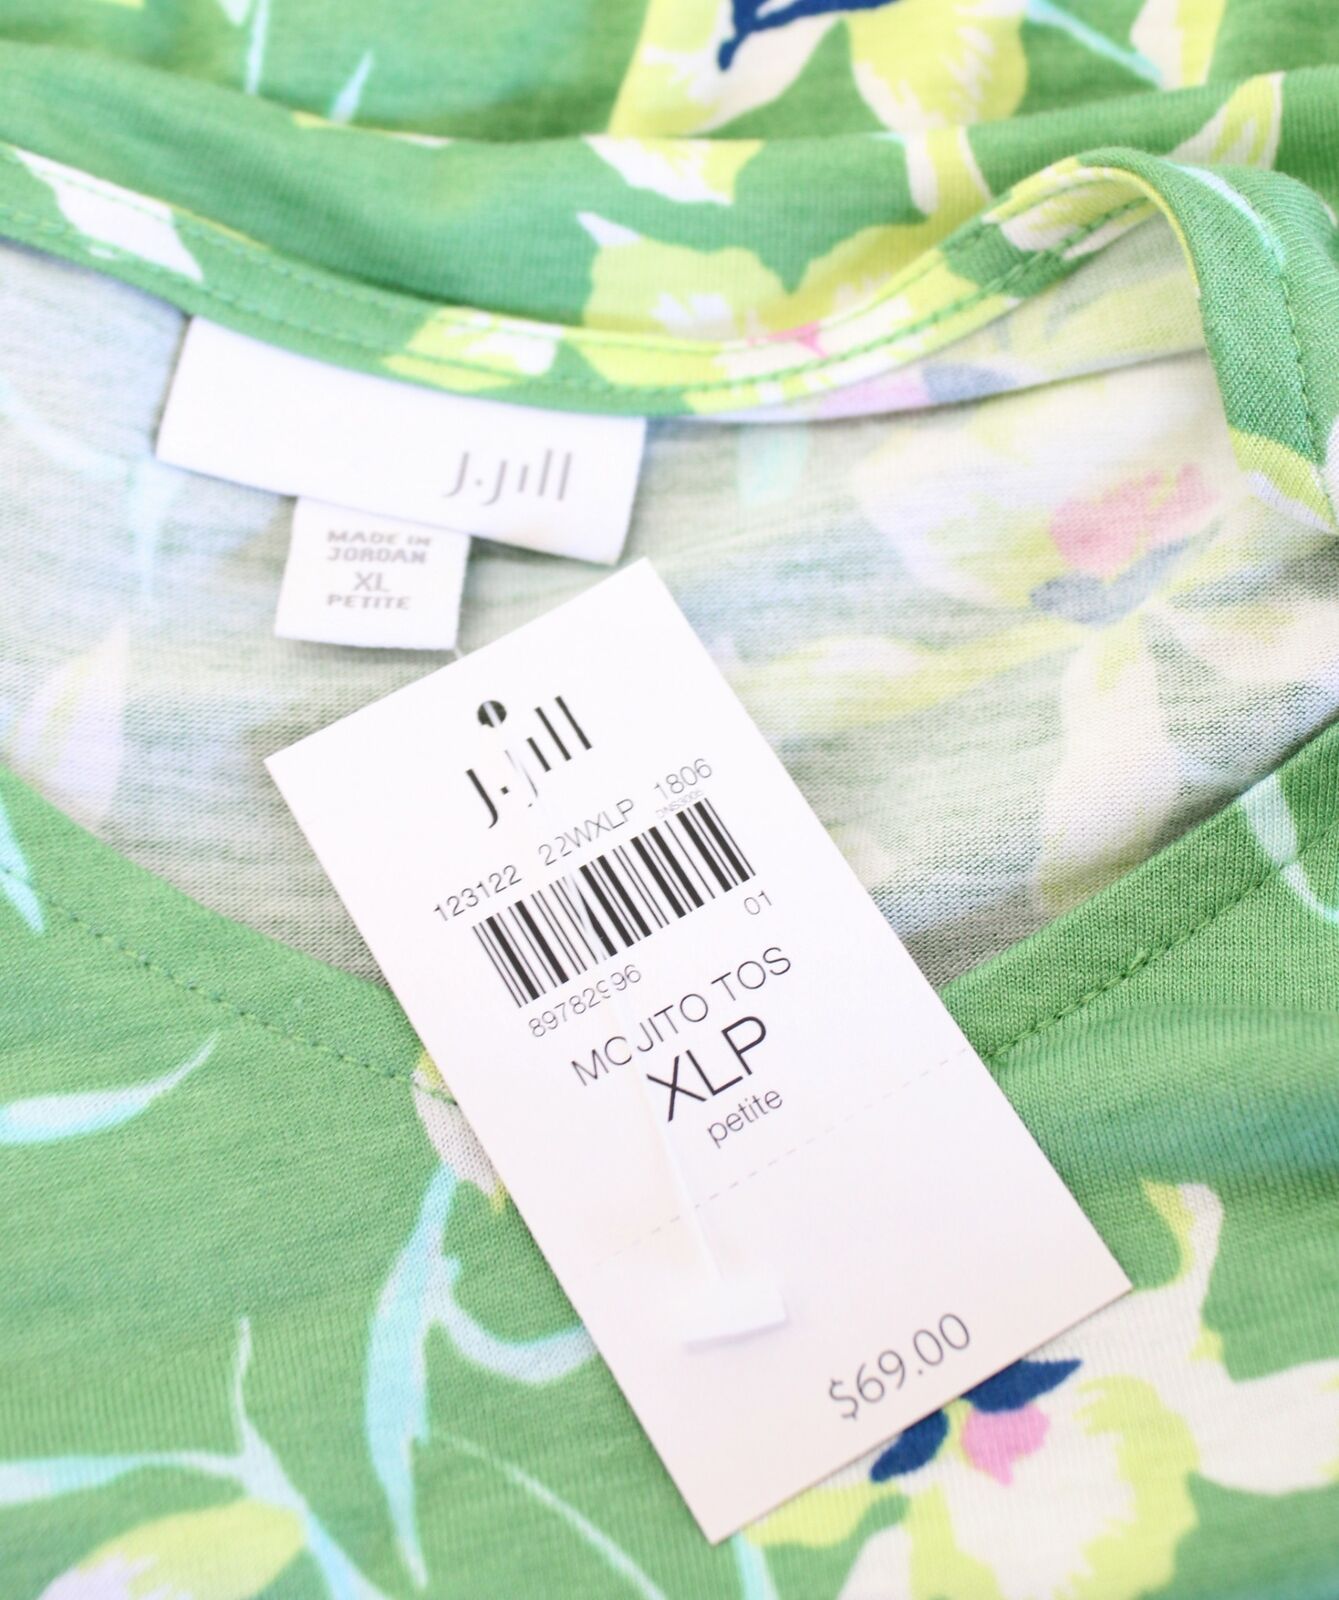 J.Jill
MADE IN
JORDAN
XL
PETITE
J.Jill
123122 22WXLP 1806
01
89782996
MOJITO TOS
XLP
petite
$69.00